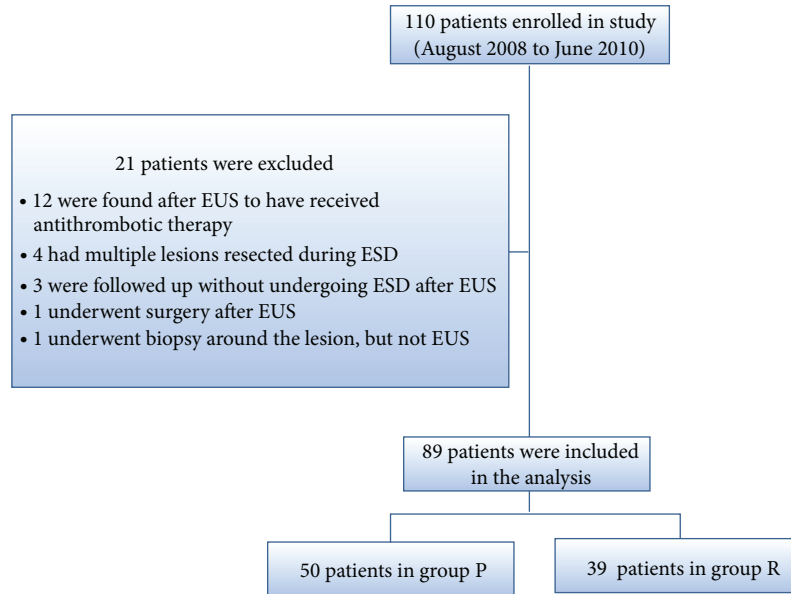 110 patients enrolled in study
(August 2008 to June 2010)
21 patients were excluded
• 12 were found after EUS to have received
antithrombotic therapy
• 4 had multiple lesions resected during ESD
• 3 were followed up without undergoing ESD after EUS
• 1 underwent surgery after EUS
• 1 underwent biopsy around the lesion, but not EUS
89 patients were included
in the analysis
50 patients in group P
39 patients in group R